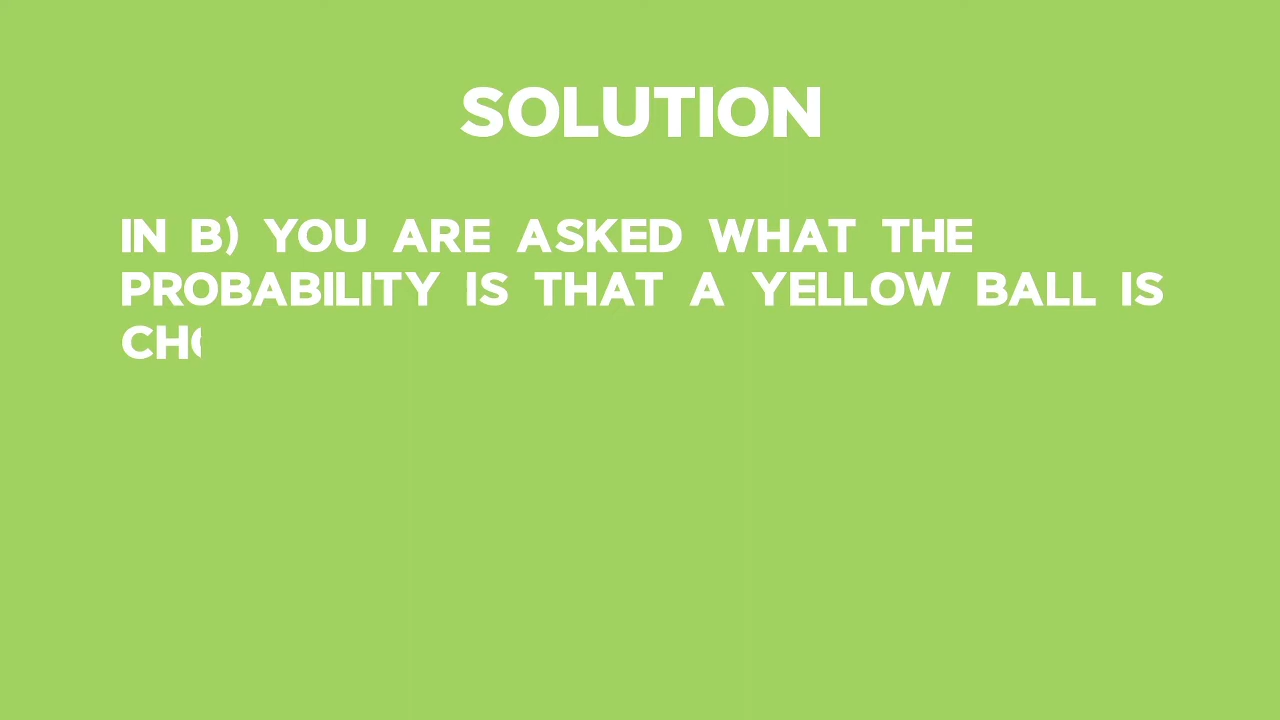 SOLUTION
IN B) YOU ARE ASKED WHAT THE
PROBABILITY IS THAT A YELLOW BALL IS